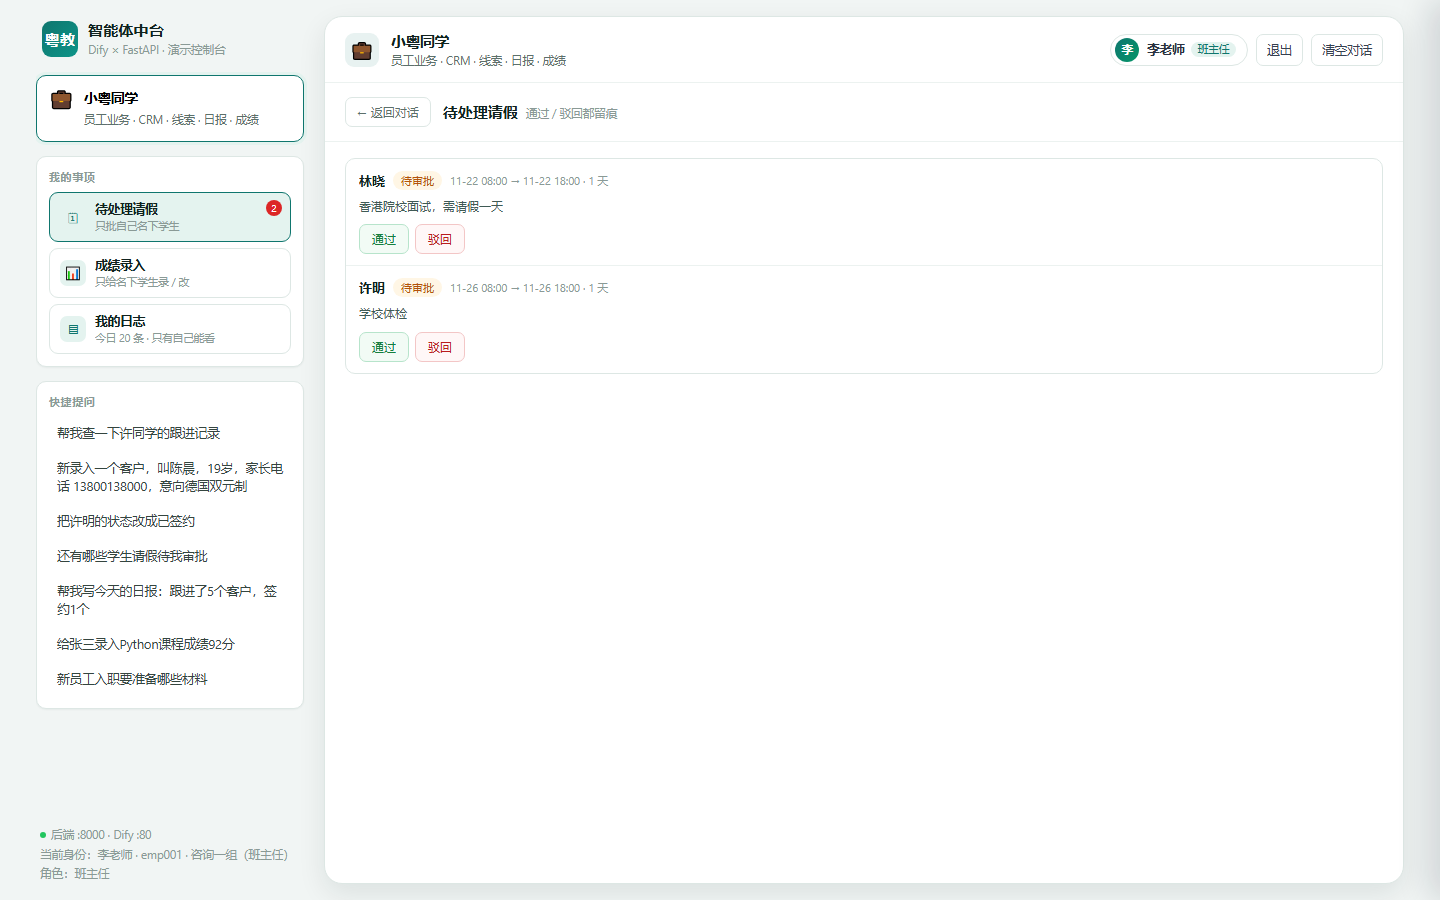 粤教
智能体中台
Dify × FastAPI · 演示控制台
小粤同学
员工业务 · CRM · 线索 · 日报 · 成绩
我的事项
待处理请假
只批自己名下学生
2
成绩录入
只给名下学生录 / 改
我的日志
今日 20 条 · 只有自己能看
快捷提问
帮我查一下许同学的跟进记录
新录入一个客户，叫陈晨，19岁，家长电
话 13800138000，意向德国双元制
把许明的状态改成已签约
还有哪些学生请假待我审批
帮我写今天的日报：跟进了5个客户，签
约1个
给张三录入Python课程成绩92分
新员工入职要准备哪些材料
后端 :8000 · Dify :80
当前身份：李老师 · emp001 · 咨询一组（班主任）
角色：班主任
小粤同学
员工业务 · CRM · 线索 · 日报 · 成绩
李 李老师 班主任
退出
清空对话
← 返回对话
待处理请假
通过 / 驳回都留痕
林晓 待审批 11-22 08:00 → 11-22 18:00 · 1 天
香港院校面试，需请假一天
通过 驳回
许明 待审批 11-26 08:00 → 11-26 18:00 · 1 天
学校体检
通过 驳回